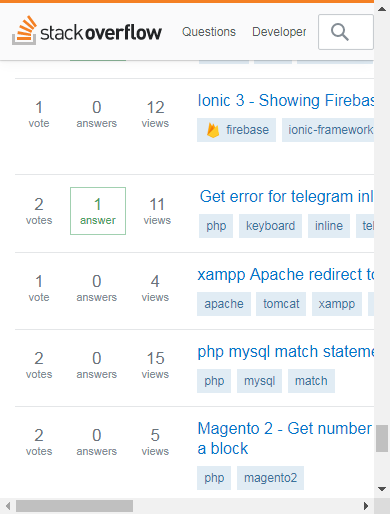 stackoverflow Questions Developer
1 0 12 Ionic 3 - Showing Firebas
vote answers views firebase ionic-framework
2 1 11 Get error for telegram inl
votes answer views php keyboard inline tel
1 0 4 xampp Apache redirect to
vote answers views apache tomcat xampp
2 0 15 php mysql match stateme
votes answers views php mysql match
2 0 5 Magento 2 - Get number
votes answers views a block
php magento2